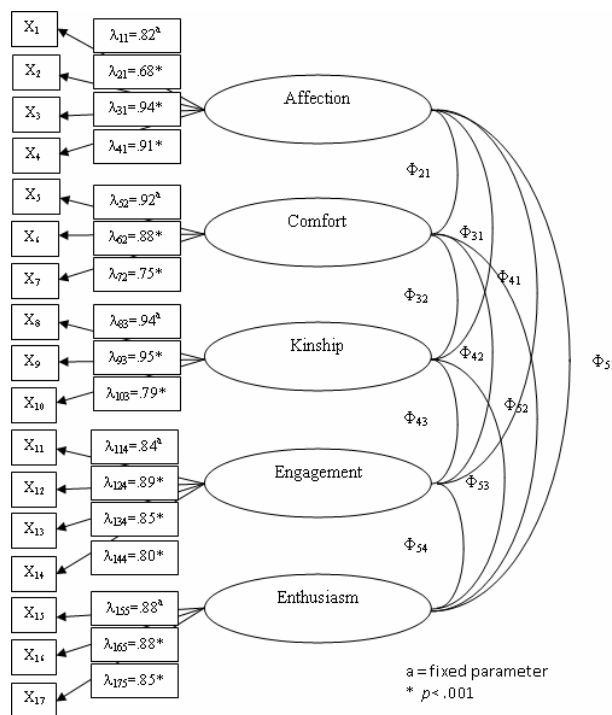 X₁
λ₁₁=.82ᵃ
X₂
λ₂₁=.68*
Affection
X₃
λ₃₁=.94*
X₄
λ₄₁=.91*
Φ₂₁
X₅
λ₅₂=.92ᵃ
Comfort
X₆
λ₆₂=.88*
Φ₃₁
X₇
λ₇₂=.75*
Φ₄₁
Φ₃₂
X₈
λ₈₃=.94ᵃ
Kinship
X₉
λ₉₃=.95*
Φ₄₂
Φ₅
X₁₀
λ₁₀₃=.79*
Φ₅₂
Φ₄₃
X₁₁
λ₁₁₄=.84ᵃ
Engagement
X₁₂
λ₁₂₄=.89*
Φ₅₃
X₁₃
λ₁₃₄=.85*
Φ₅₄
X₁₄
λ₁₄₄=.80*
Enthusiasm
X₁₅
λ₁₅₅=.88ᵃ
X₁₆
λ₁₆₅=.88*
X₁₇
λ₁₇₅=.85*
a = fixed parameter
* p< .001